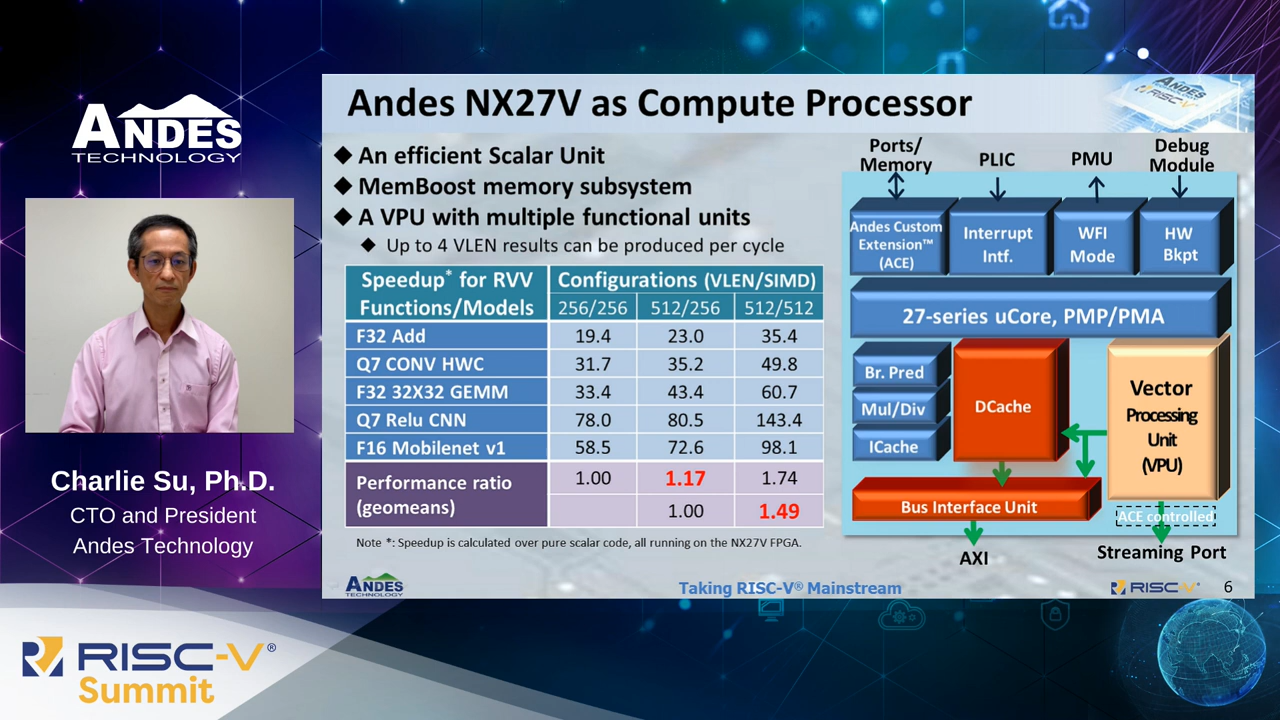 ANDES
TECHNOLOGY
Charlie Su, Ph.D.
CTO and President
Andes Technology
RISC-V®
Summit
Andes NX27V as Compute Processor
ANDES
RISC-V
◆ An efficient Scalar Unit
◆ MemBoost memory subsystem
◆ A VPU with multiple functional units
◆ Up to 4 VLEN results can be produced per cycle
Speedup* for RVV Functions/Models Configurations (VLEN/SIMD)
256/256 512/256 512/512
F32 Add 19.4 23.0 35.4
Q7 CONV HWC 31.7 35.2 49.8
F32 32X32 GEMM 33.4 43.4 60.7
Q7 Relu CNN 78.0 80.5 143.4
F16 Mobilenet v1 58.5 72.6 98.1
Performance ratio (geomeans) 1.00 1.17 1.74
1.00 1.49
Note *: Speedup is calculated over pure scalar code, all running on the NX27V FPGA.
Ports/
Memory
PLIC
PMU
Debug
Module
Andes Custom
Extension™
(ACE)
Interrupt
Intf.
WFI
Mode
HW
Bkpt
27-series uCore, PMP/PMA
Br. Pred
Mul/Div
ICache
DCache
Vector
Processing
Unit
(VPU)
Bus Interface Unit
ACE controlled
AXI
Streaming Port
ANDES
TECHNOLOGY
Taking RISC-V® Mainstream
RISC-V®
6